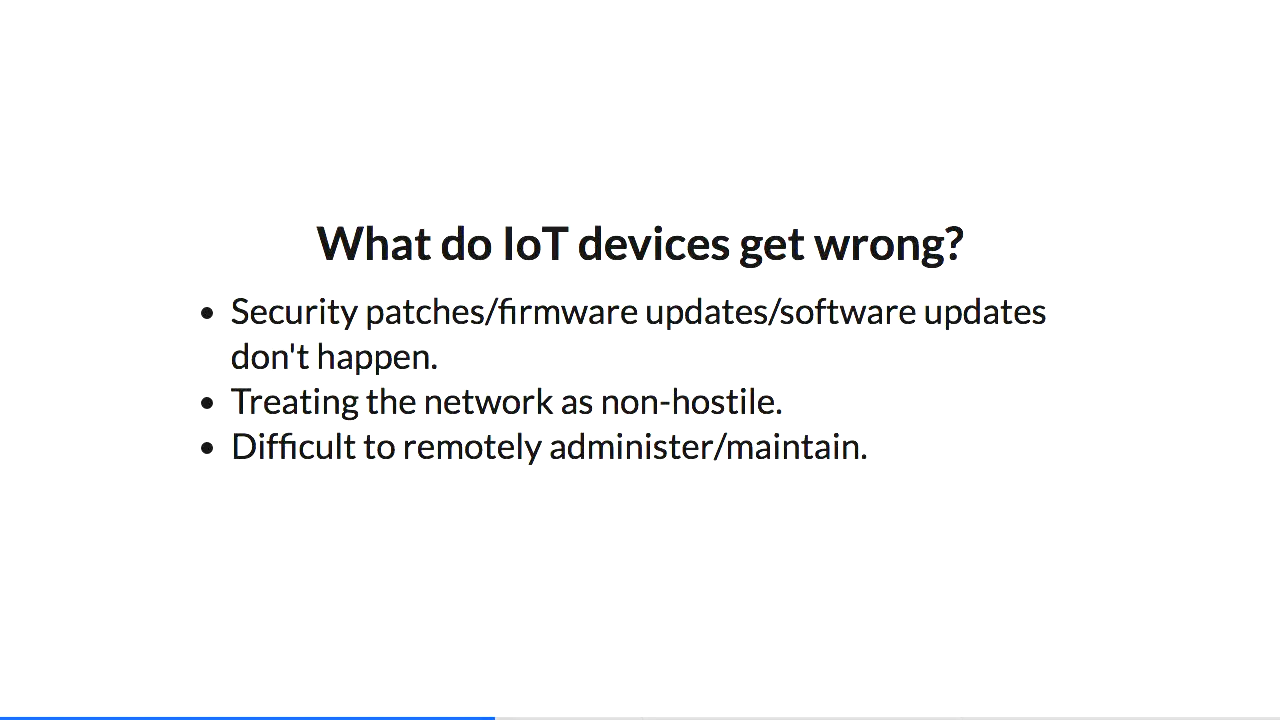 What do IoT devices get wrong?
• Security patches/firmware updates/software updates
don't happen.
• Treating the network as non-hostile.
• Difficult to remotely administer/maintain.